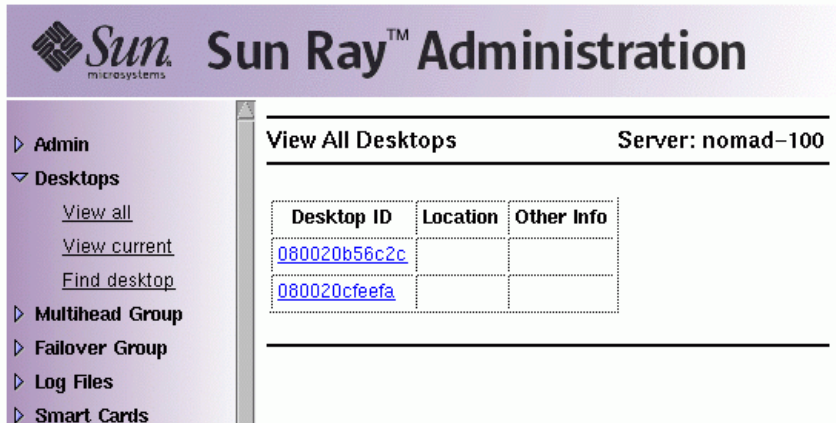 Sun
microsystems
Sun Ray™ Administration
Admin
Desktops
View all
View current
Find desktop
Multihead Group
Failover Group
Log Files
Smart Cards
View All Desktops Server: nomad-100
Desktop ID Location Other Info
080020b56c2c
080020cfeefa